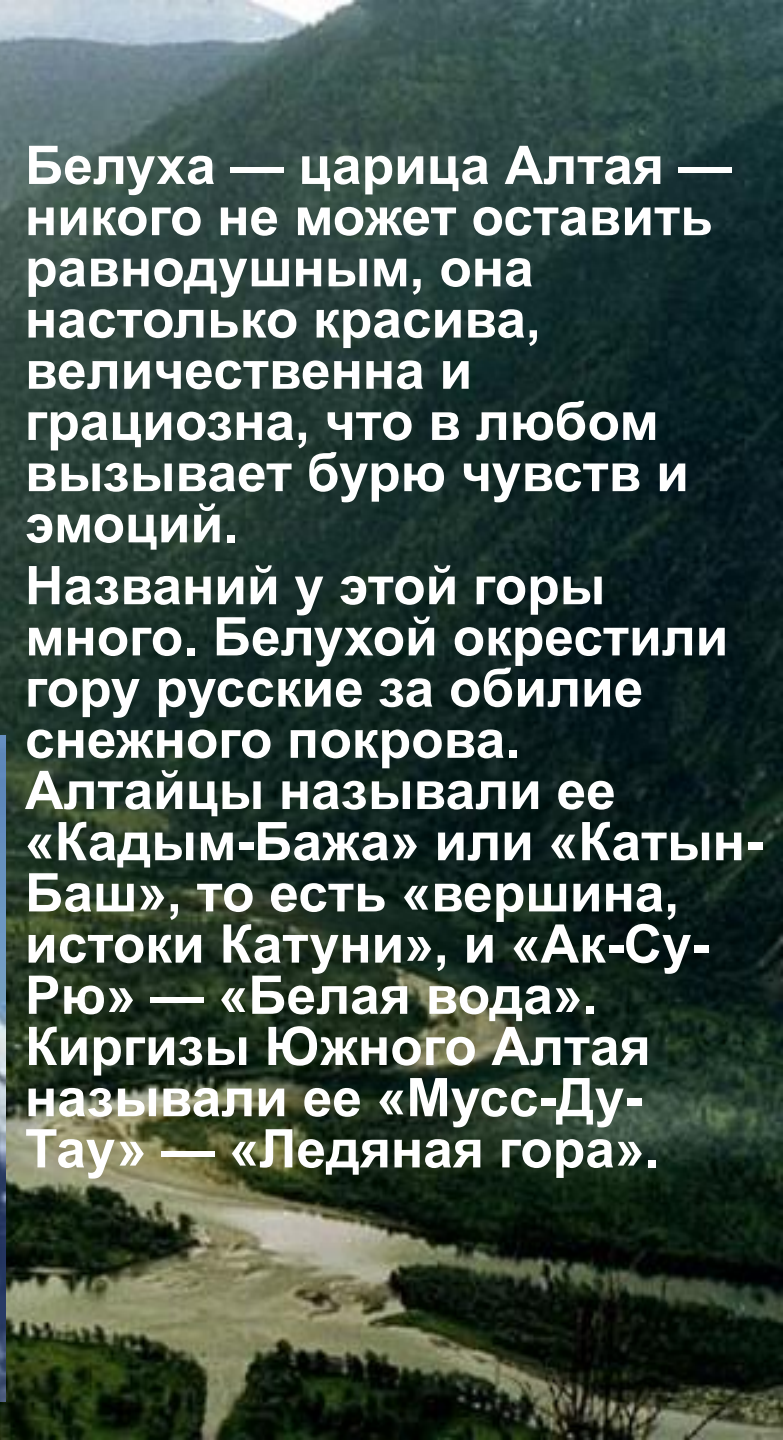 Белуха — царица Алтая —
никого не может оставить
равнодушным, она
настолько красива,
величественна и
грациозна, что в любом
вызывает бурю чувств и
эмоций.
Названий у этой горы
много. Белухой окрестили
гору русские за обилие
снежного покрова.
Алтайцы называли ее
«Кадым-Бажа» или «Катын-
Баш», то есть «вершина,
истоки Катуни», и «Ак-Су-
Рю» — «Белая вода».
Киргизы Южного Алтая
называли ее «Мусс-Ду-
Тау» — «Ледяная гора».